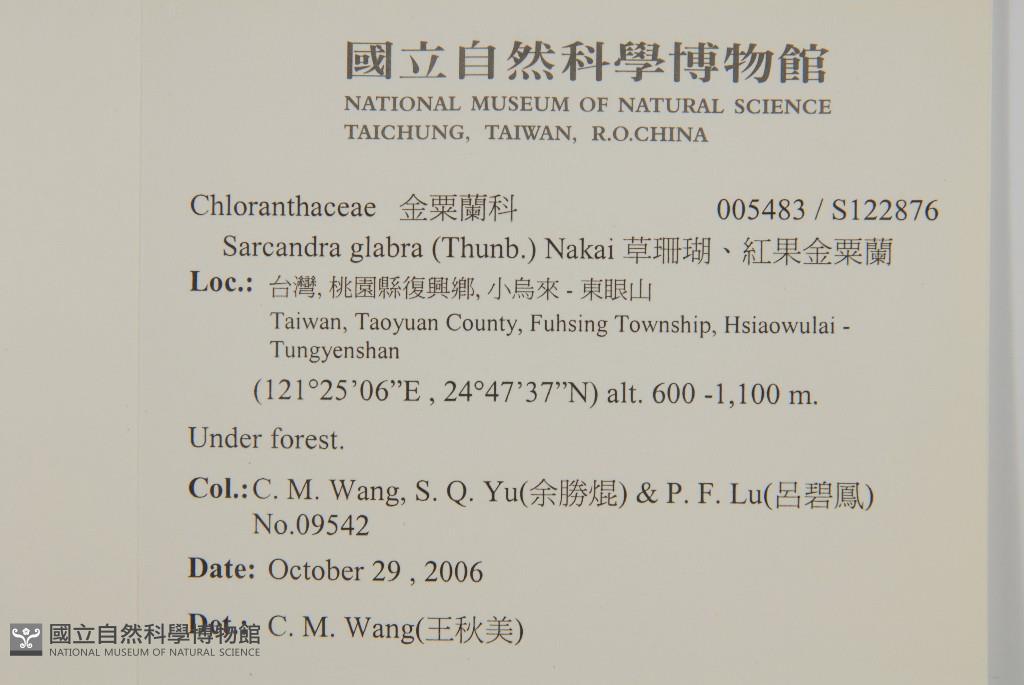 國立自然科學博物館
NATIONAL MUSEUM OF NATURAL SCIENCE
TAICHUNG, TAIWAN, R.O.CHINA
Chloranthaceae 金粟蘭科 005483 / S122876
Sarcandra glabra (Thunb.) Nakai 草珊瑚、紅果金粟蘭
Loc.: 台灣, 桃園縣復興鄉, 小烏來 - 東眼山
Taiwan, Taoyuan County, Fuhsing Township, Hsiaowulai -
Tungyenshan
(121°25’06”E , 24°47’37”N) alt. 600 -1,100 m.
Under forest.
Col.: C. M. Wang, S. Q. Yu(余勝焜) & P. F. Lu(呂碧鳳)
No.09542
Date: October 29 , 2006
Det.: C. M. Wang(王秋美)
國立自然科學博物館
NATIONAL MUSEUM OF NATURAL SCIENCE